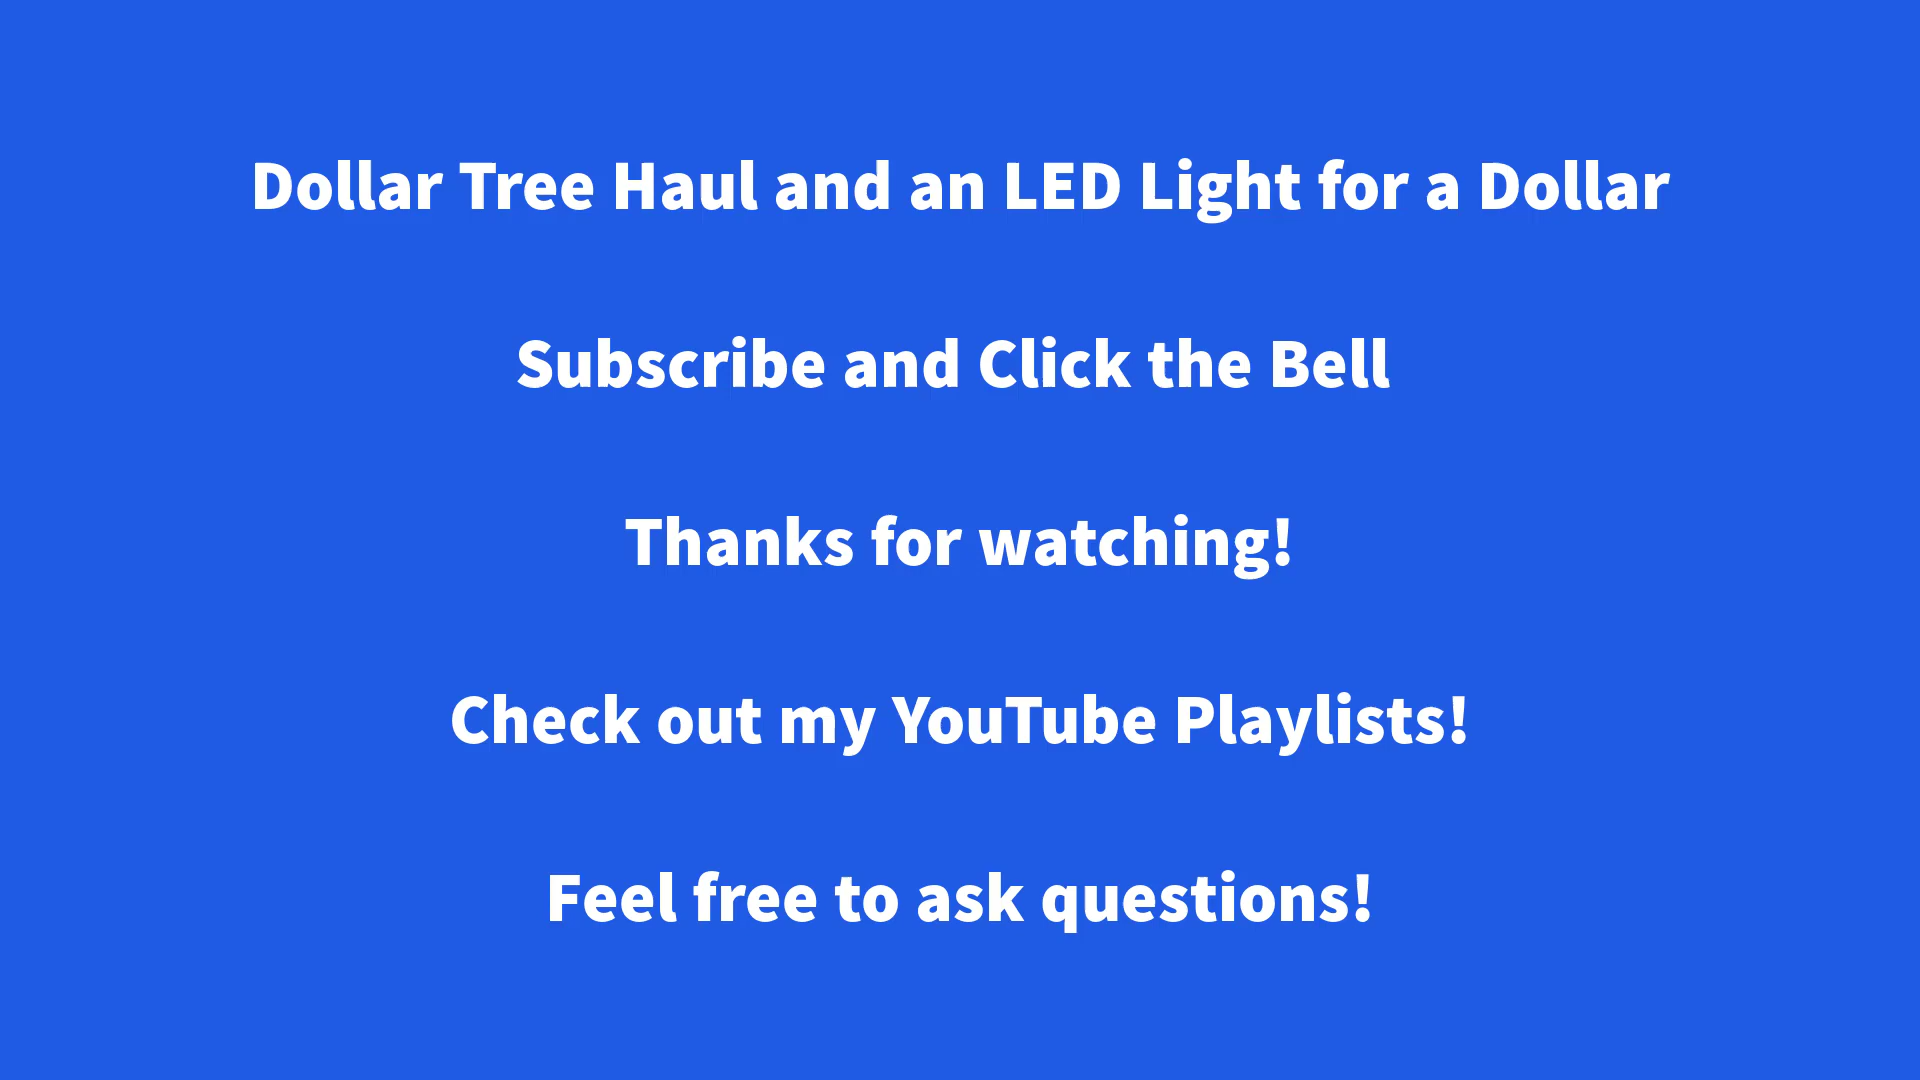 Dollar Tree Haul and an LED Light for a Dollar
Subscribe and Click the Bell
Thanks for watching!
Check out my YouTube Playlists!
Feel free to ask questions!